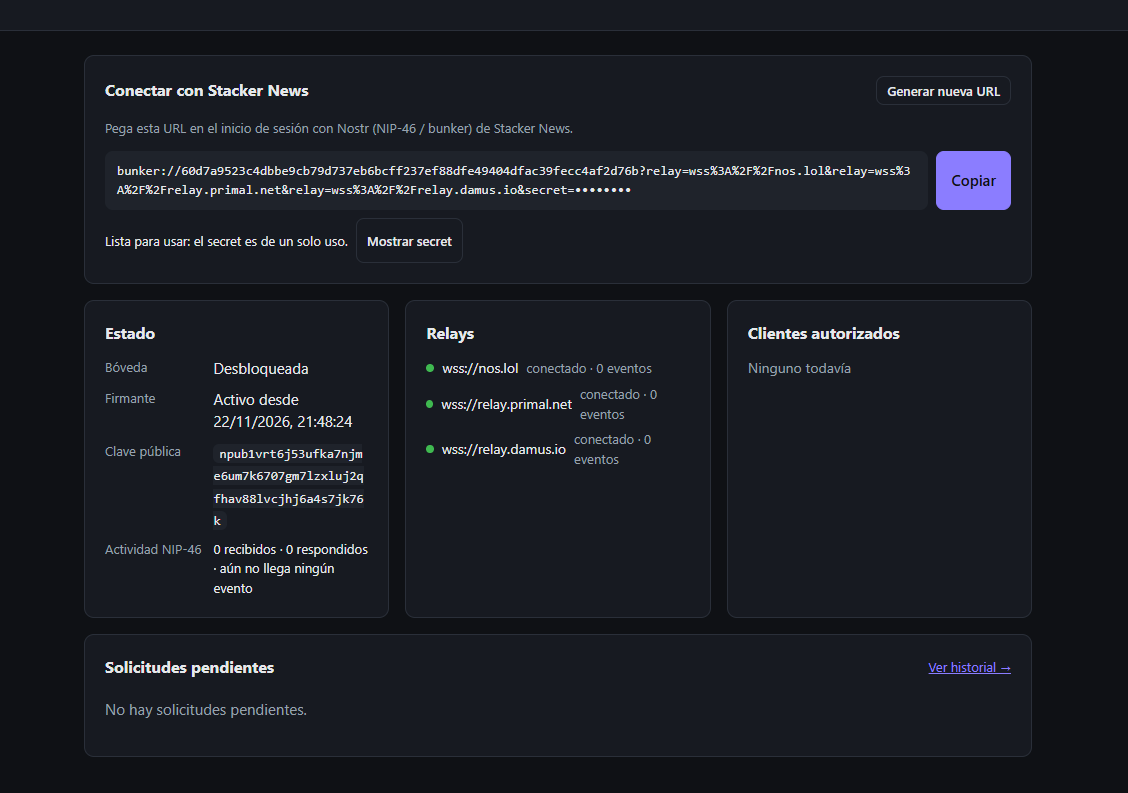 Conectar con Stacker News
Generar nueva URL
Pega esta URL en el inicio de sesión con Nostr (NIP-46 / bunker) de Stacker News.
bunker://60d7a9523c4dbbe9cb79d737eb6bcff237ef88dfe49404dfac39fecc4af2d76b?relay=wss%3A%2F%2Fnos.lol&relay=wss%3
A%2F%2Frelay.primal.net&relay=wss%3A%2F%2Frelay.damus.io&secret=••••••••
Copiar
Lista para usar: el secret es de un solo uso.
Mostrar secret
Estado
Bóveda
Desbloqueada
Firmante
Activo desde
22/11/2026, 21:48:24
Clave pública
npub1vrt6j53ufka7njm
e6um7k6707gm7lzxluj2q
fhav88lvcjhj6a4s7jk76
k
Actividad NIP-46
0 recibidos · 0 respondidos
· aún no llega ningún
evento
Relays
wss://nos.lol conectado · 0 eventos
wss://relay.primal.net conectado · 0
eventos
wss://relay.damus.io conectado · 0
eventos
Clientes autorizados
Ninguno todavía
Solicitudes pendientes
Ver historial →
No hay solicitudes pendientes.